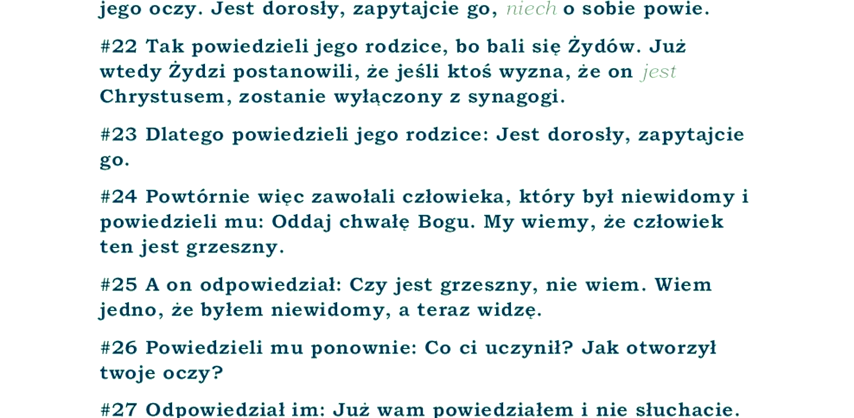 jego oczy. Jest dorosły, zapytajcie go, niech o sobie powie.
#22 Tak powiedzieli jego rodzice, bo bali się Żydów. Już
wtedy Żydzi postanowili, że jeśli ktoś wyzna, że on jest
Chrystusem, zostanie wyłączony z synagogi.
#23 Dlatego powiedzieli jego rodzice: Jest dorosły, zapytajcie
go.
#24 Powtórnie więc zawołali człowieka, który był niewidomy i
powiedzieli mu: Oddaj chwałę Bogu. My wiemy, że człowiek
ten jest grzeszny.
#25 A on odpowiedział: Czy jest grzeszny, nie wiem. Wiem
jedno, że byłem niewidomy, a teraz widzę.
#26 Powiedzieli mu ponownie: Co ci uczynił? Jak otworzył
twoje oczy?
#27 Odpowiedział im: Już wam powiedziałem i nie słuchacie.